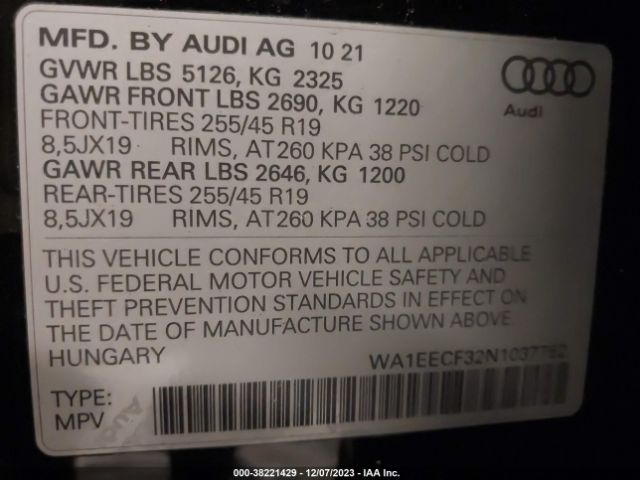 MFD. BY AUDI AG 10 21
GVWR LBS 5126, KG 2325
GAWR FRONT LBS 2690, KG 1220
FRONT-TIRES 255/45 R19
8,5JX19 RIMS, AT260 KPA 38 PSI COLD
GAWR REAR LBS 2646, KG 1200
REAR-TIRES 255/45 R19
8,5JX19 RIMS, AT260 KPA 38 PSI COLD
Audi
THIS VEHICLE CONFORMS TO ALL APPLICABLE
U.S. FEDERAL MOTOR VEHICLE SAFETY AND
THEFT PREVENTION STANDARDS IN EFFECT ON
THE DATE OF MANUFACTURE SHOWN ABOVE.
HUNGARY
TYPE:
MPV
000-38221429 - 12/07/2023 - IAA Inc.